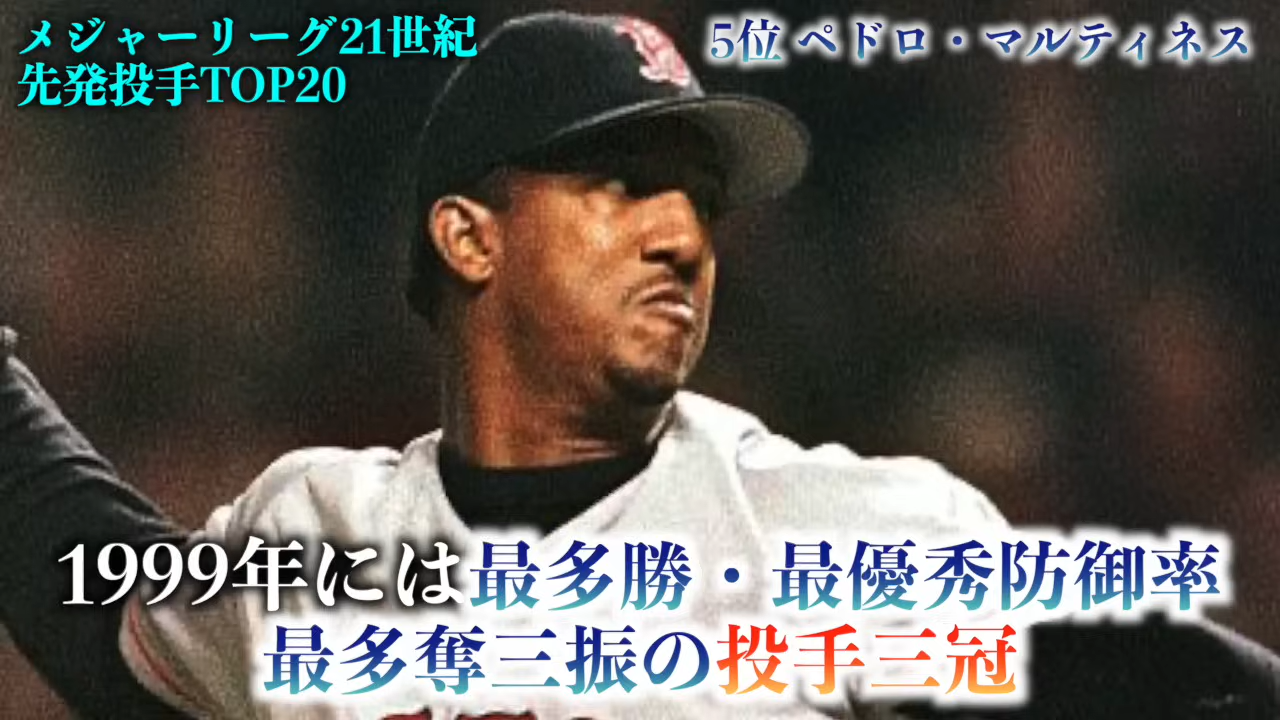 メジャーリーグ21世紀
先発投手TOP20
5位 ペドロ・マルティネス
1999年には最多勝・最優秀防御率
最多奪三振の投手三冠